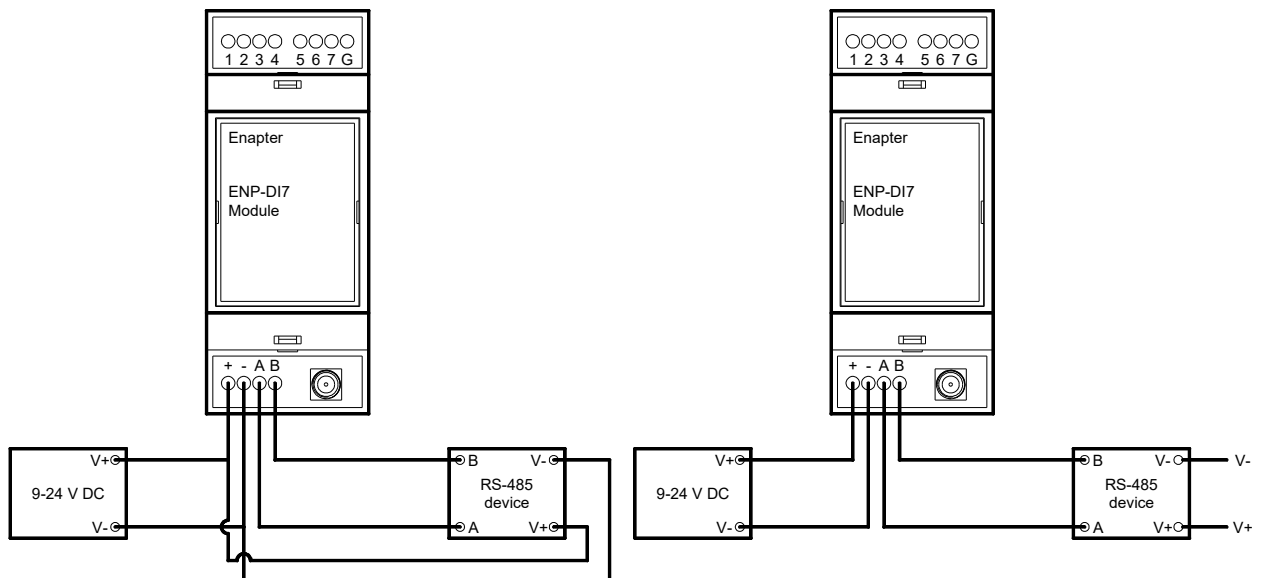 1 2 3 4 5 6 7 G
Enapter
ENP-DI7
Module
+ - A B
V+
9-24 V DC
V-
B V-
RS-485
device
A V+
1 2 3 4 5 6 7 G
Enapter
ENP-DI7
Module
+ - A B
V+
9-24 V DC
V-
B V-
RS-485
device
A V+
V-
V+